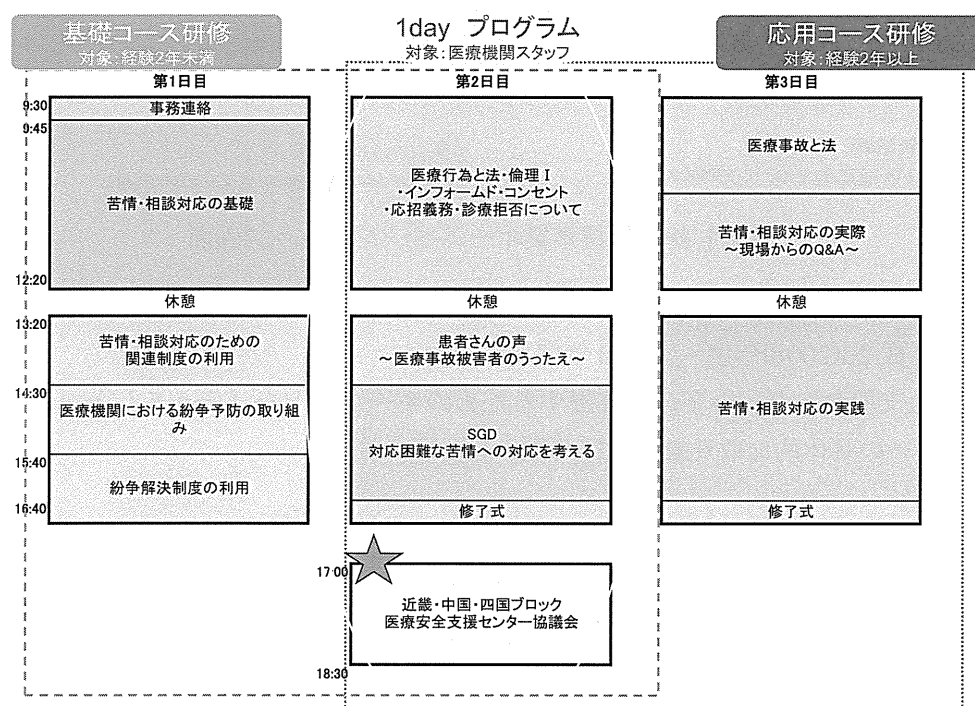 基礎コース研修
対象:経験2年未満
1day プログラム
対象:医療機関スタッフ
応用コース研修
対象:経験2年以上
第1日目
第2日目
第3日目
9:30
事務連絡
9:45
苦情・相談対応の基礎
12:20
医療行為と法・倫理Ⅰ
・インフォームド・コンセント
・応招義務・診療拒否について
医療事故と法
苦情・相談対応の実際
～現場からのQ&A～
休憩
休憩
休憩
13:20
苦情・相談対応のための
関連制度の利用
14:30
医療機関における紛争予防の取り組
み
15:40
紛争解決制度の利用
16:40
患者さんの声
～医療事故被害者のうったえ～
SGD
対応困難な苦情への対応を考える
修了式
苦情・相談対応の実践
修了式
17:00
近畿・中国・四国ブロック
医療安全支援センター協議会
18:30